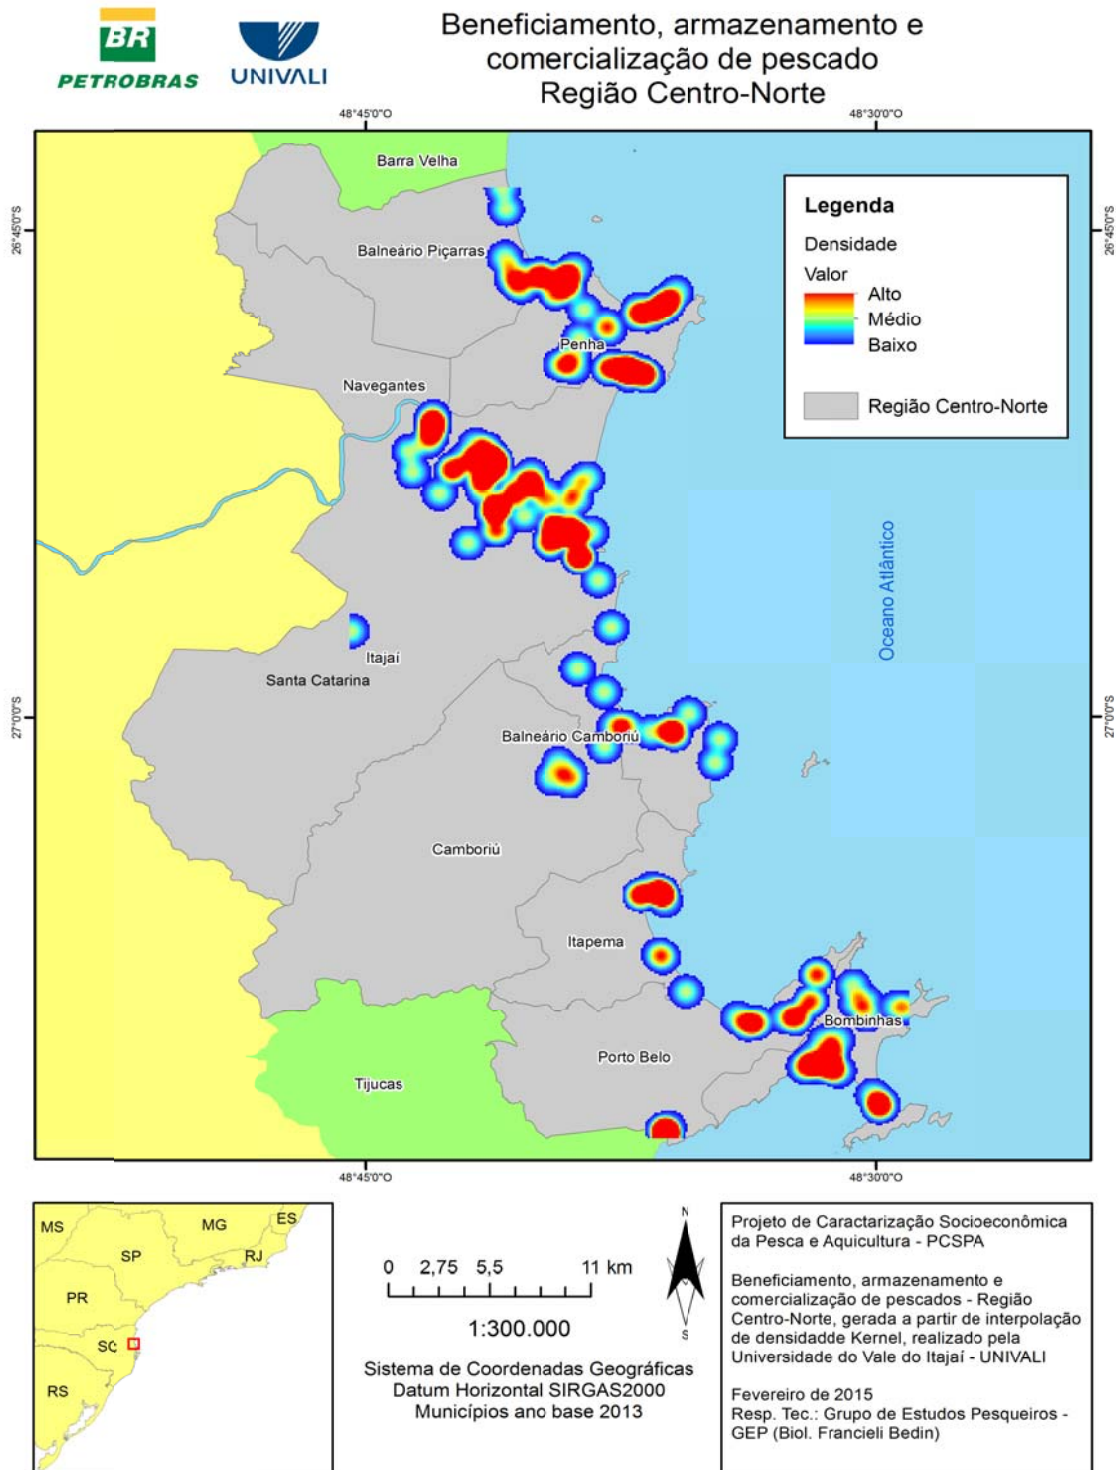 BR
PETROBRAS
UNIVALI
Beneficiamento, armazenamento e
comercialização de pescado
Região Centro-Norte
48°45'0"O
48°30'0"O
Barra Velha
26°45'0"S
26°45'0"S
Balneário Piçarras
Legenda
Densidade
Valor
Alto
Médio
Baixo
Região Centro-Norte
Penha
Navegantes
Oceano Atlântico
Itajaí
Santa Catarina
27°0'0"S
27°0'0"S
Balneário Camboriú
Camboriú
Itapema
Bombinhas
Porto Belo
Tijucas
48°45'0"O
48°30'0"O
MS
MG
ES
SP
RJ
PR
SC
RS
0 2,75 5,5 11 km
1:300.000
Sistema de Coordenadas Geográficas
Datum Horizontal SIRGAS2000
Municípios ano base 2013
N
S
Projeto de Caractarização Socioeconômica
da Pesca e Aquicultura - PCSPA
Beneficiamento, armazenamento e
comercialização de pescados - Região
Centro-Norte, gerada a partir de interpolação
de densidadde Kernel, realizado pela
Universidade do Vale do Itajaí - UNIVALI
Fevereiro de 2015
Resp. Tec.: Grupo de Estudos Pesqueiros -
GEP (Biol. Francieli Bedin)